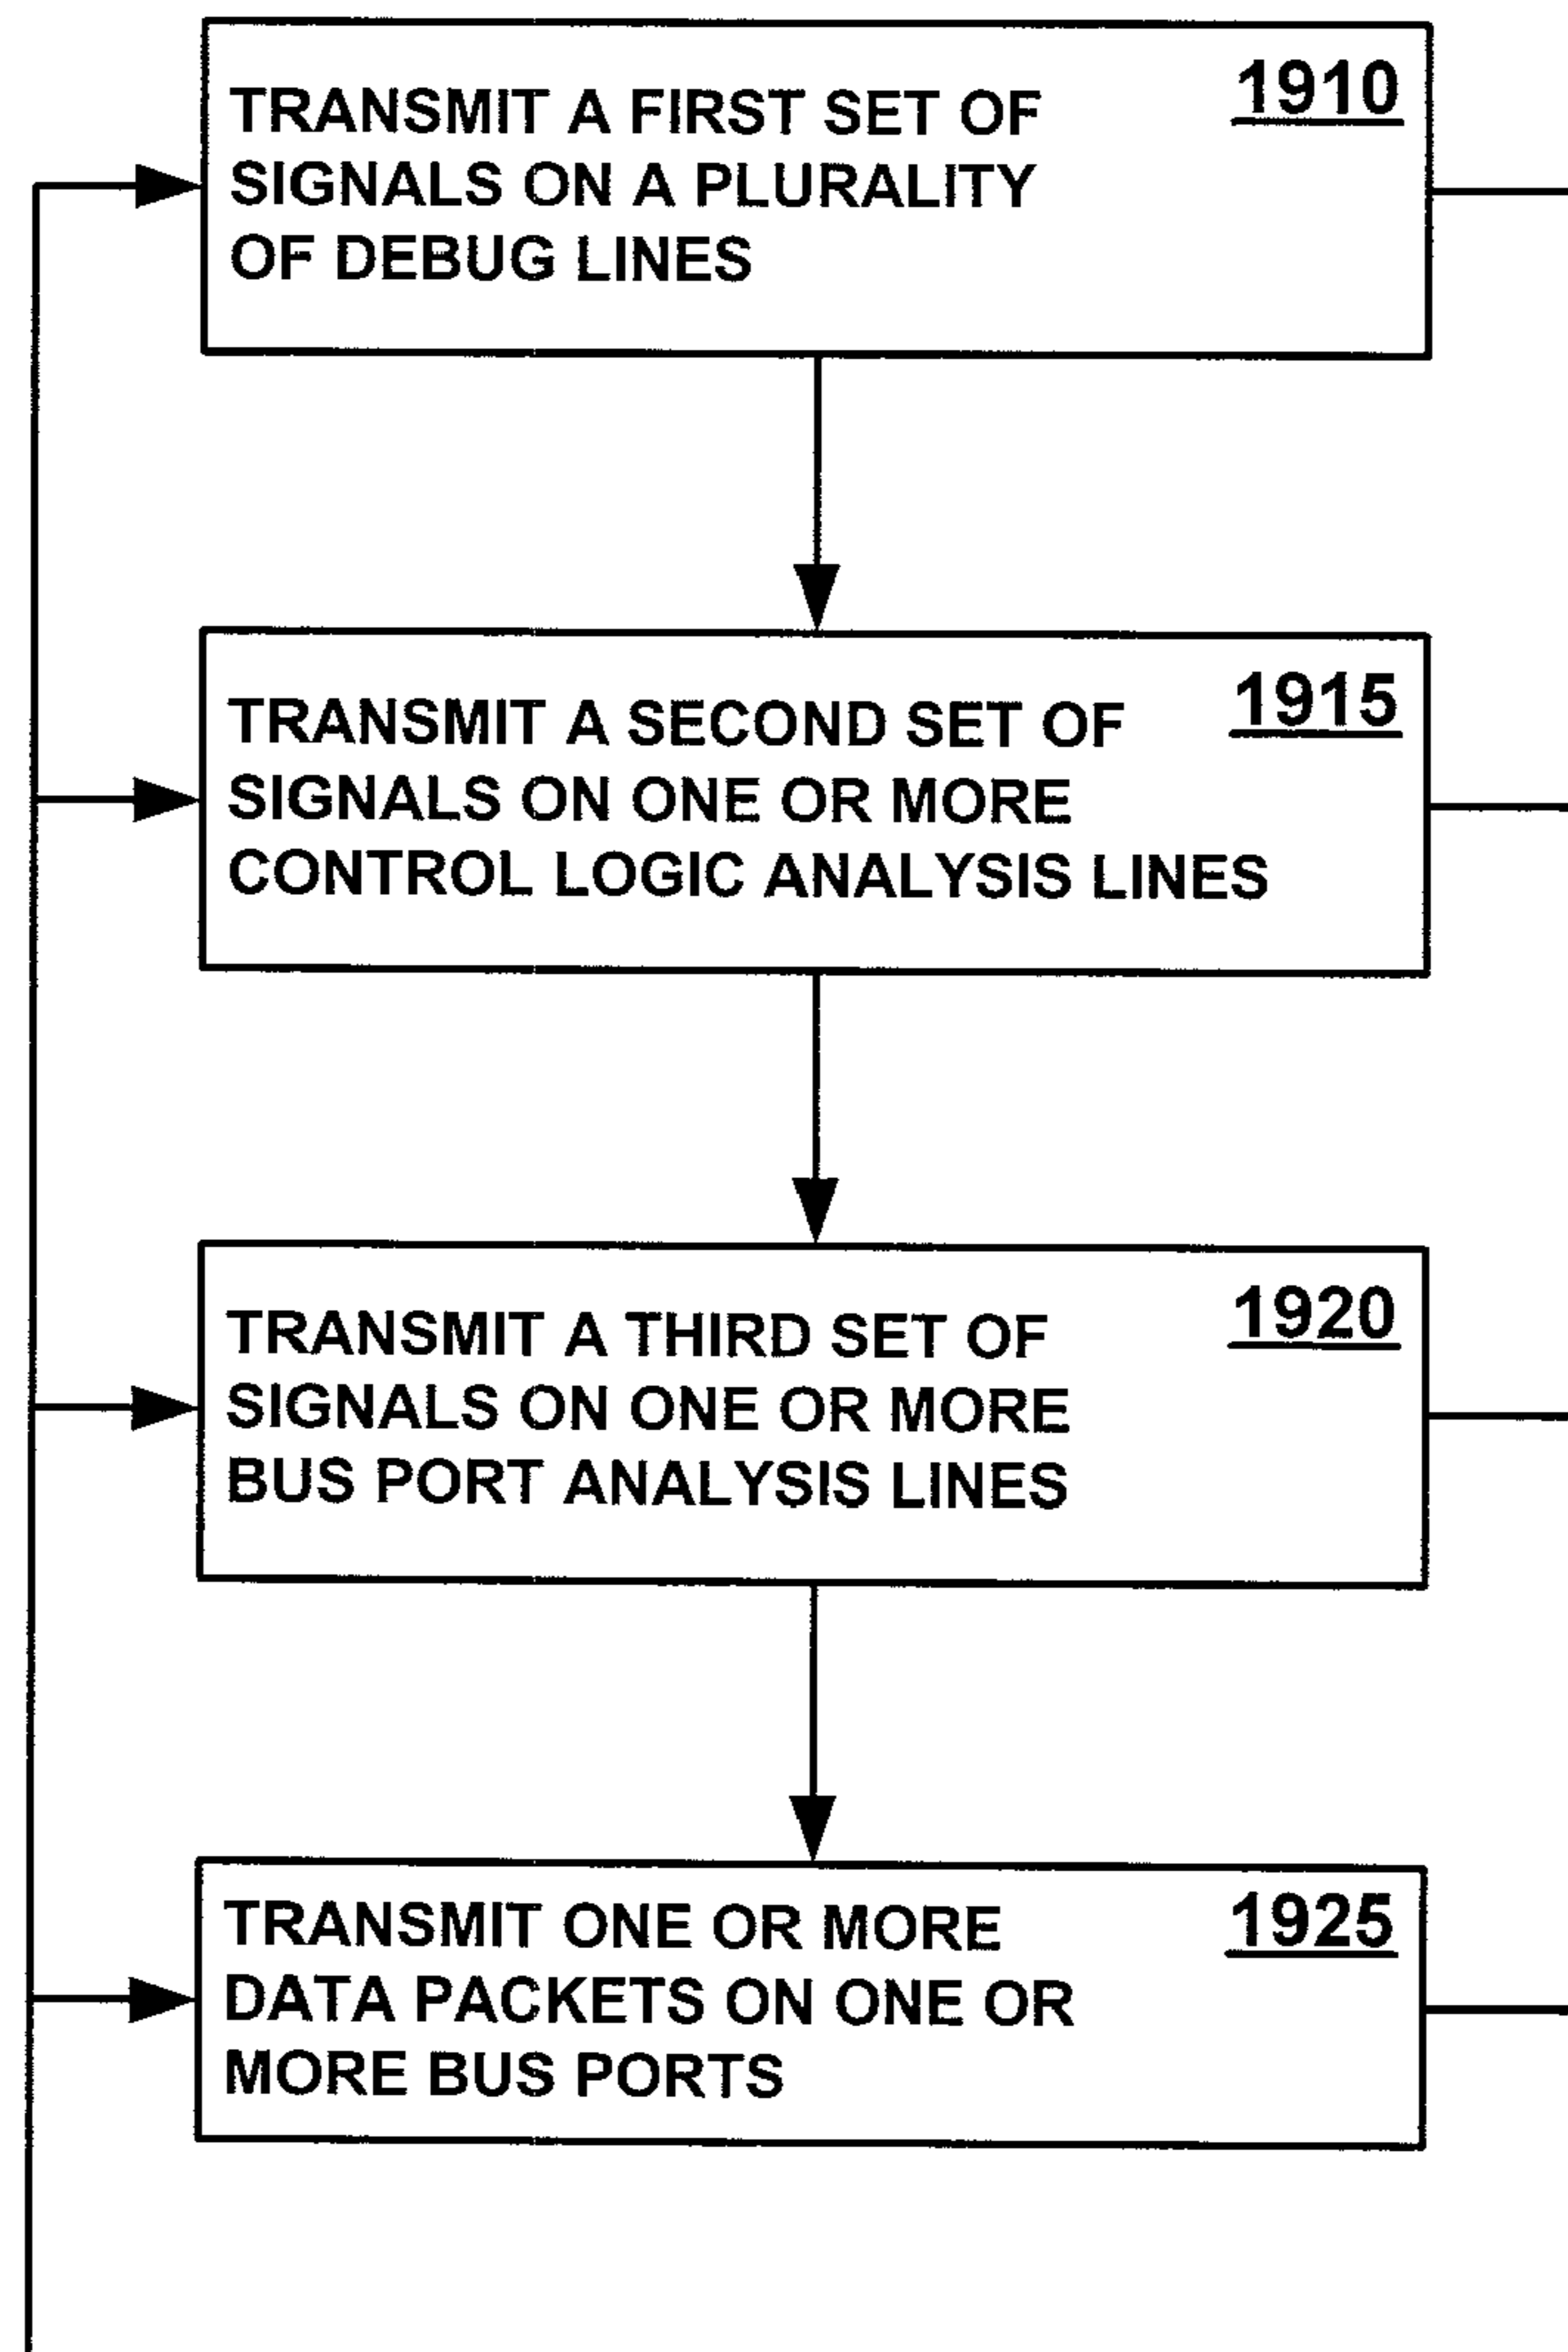 1910
TRANSMIT A FIRST SET OF
SIGNALS ON A PLURALITY
OF DEBUG LINES
1915
TRANSMIT A SECOND SET OF
SIGNALS ON ONE OR MORE
CONTROL LOGIC ANALYSIS LINES
1920
TRANSMIT A THIRD SET OF
SIGNALS ON ONE OR MORE
BUS PORT ANALYSIS LINES
1925
TRANSMIT ONE OR MORE
DATA PACKETS ON ONE OR
MORE BUS PORTS